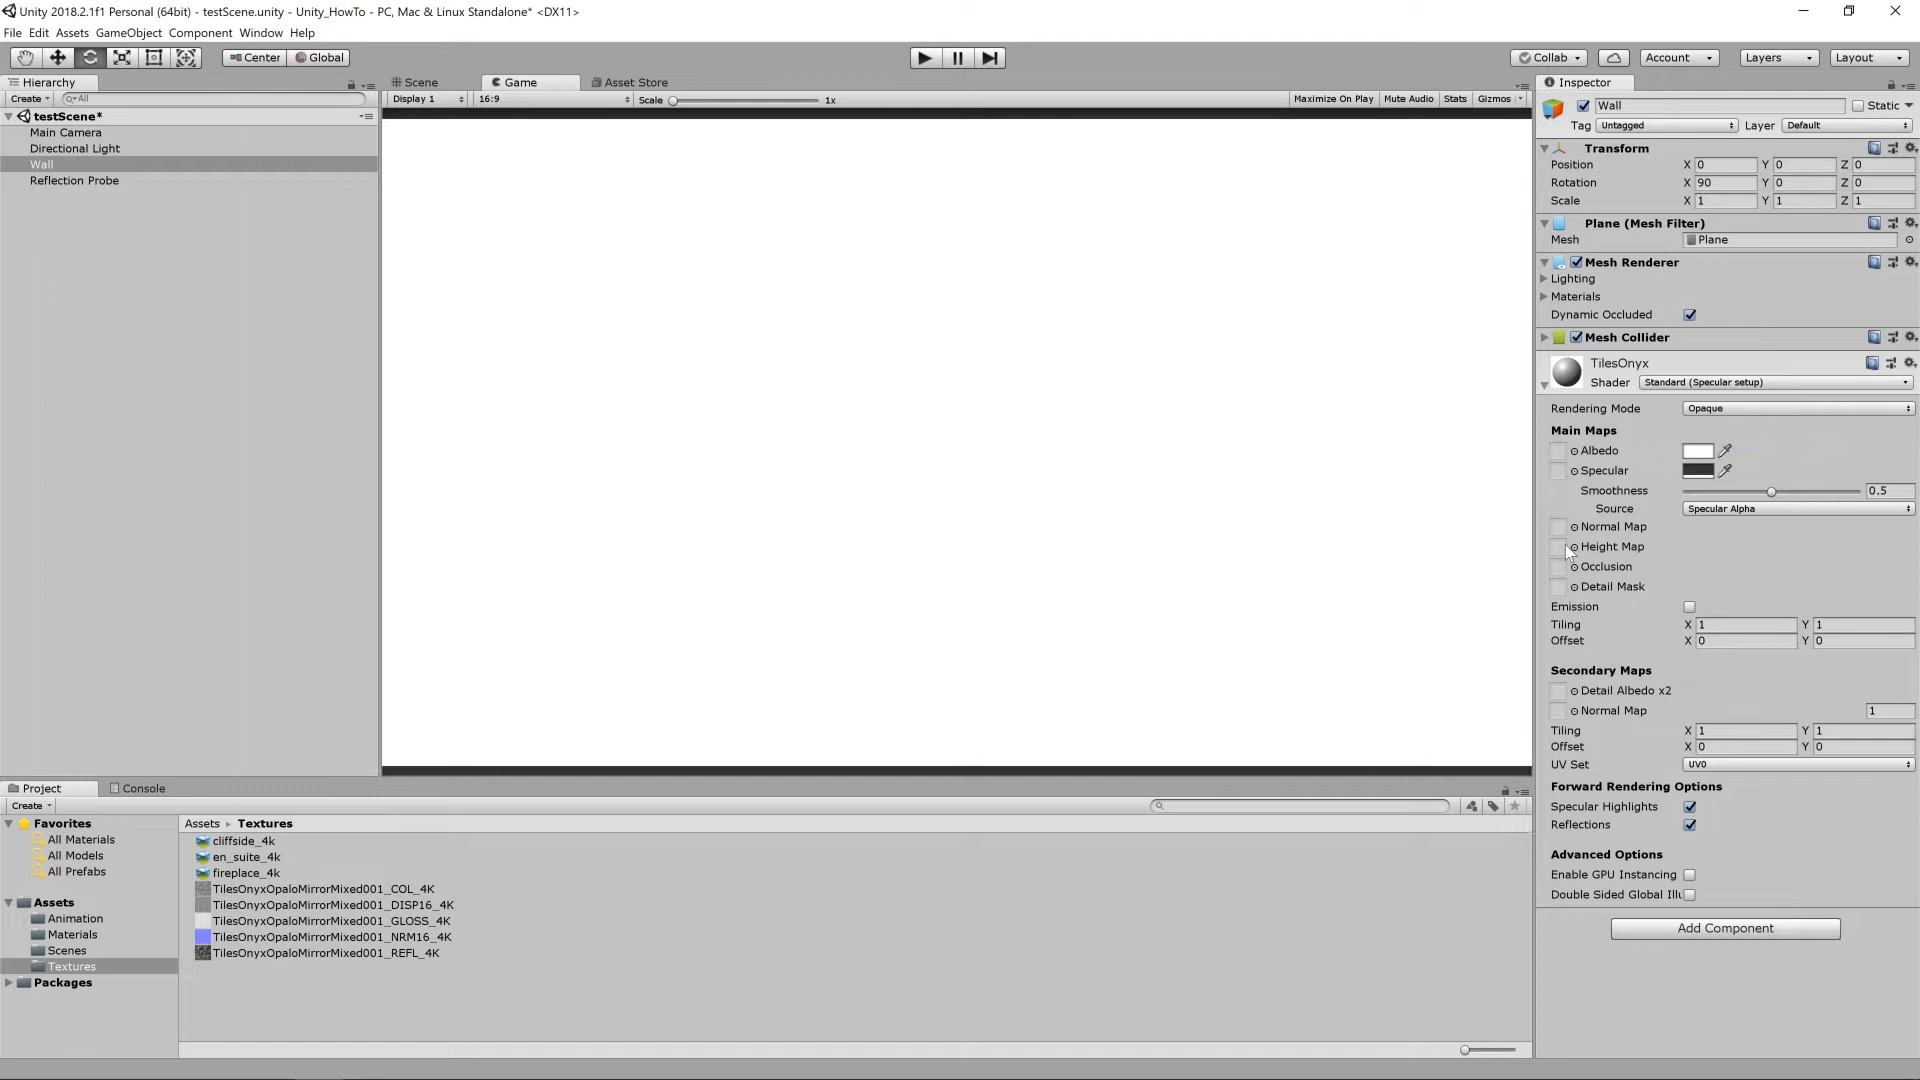 Unity 2018.2.1f1 Personal (64bit) - testScene.unity - Unity_HowTo - PC, Mac & Linux Standalone* <DX11>
File Edit Assets GameObject Component Window Help
Center Global Collab Account Layers Layout
Hierarchy
Create All
testScene*
Main Camera
Directional Light
Wall
Reflection Probe
Scene Game Asset Store
Display 1 16:9 Scale 1x Maximize On Play Mute Audio Stats Gizmos
Inspector
Wall Static
Tag Untagged Layer Default
Transform
Position X 0 Y 0 Z 0
Rotation X 90 Y 0 Z 0
Scale X 1 Y 1 Z 1
Plane (Mesh Filter)
Mesh Plane
Mesh Renderer
Lighting
Materials
Dynamic Occluded
Mesh Collider
TilesOnyx
Shader Standard (Specular setup)
Rendering Mode Opaque
Main Maps
Albedo
Specular
Smoothness 0.5
Source Specular Alpha
Normal Map
Height Map
Occlusion
Detail Mask
Emission
Tiling X 1 Y 1
Offset X 0 Y 0
Secondary Maps
Detail Albedo x2
Normal Map 1
Tiling X 1 Y 1
Offset X 0 Y 0
UV Set UV0
Forward Rendering Options
Specular Highlights
Reflections
Advanced Options
Enable GPU Instancing
Double Sided Global Illu
Add Component
Project Console
Create
Favorites
All Materials
All Models
All Prefabs
Assets
Animation
Materials
Scenes
Textures
Packages
Assets Textures
cliffside_4k
en_suite_4k
fireplace_4k
TilesOnyxOpaloMirrorMixed001_COL_4K
TilesOnyxOpaloMirrorMixed001_DISP16_4K
TilesOnyxOpaloMirrorMixed001_GLOSS_4K
TilesOnyxOpaloMirrorMixed001_NRM16_4K
TilesOnyxOpaloMirrorMixed001_REFL_4K